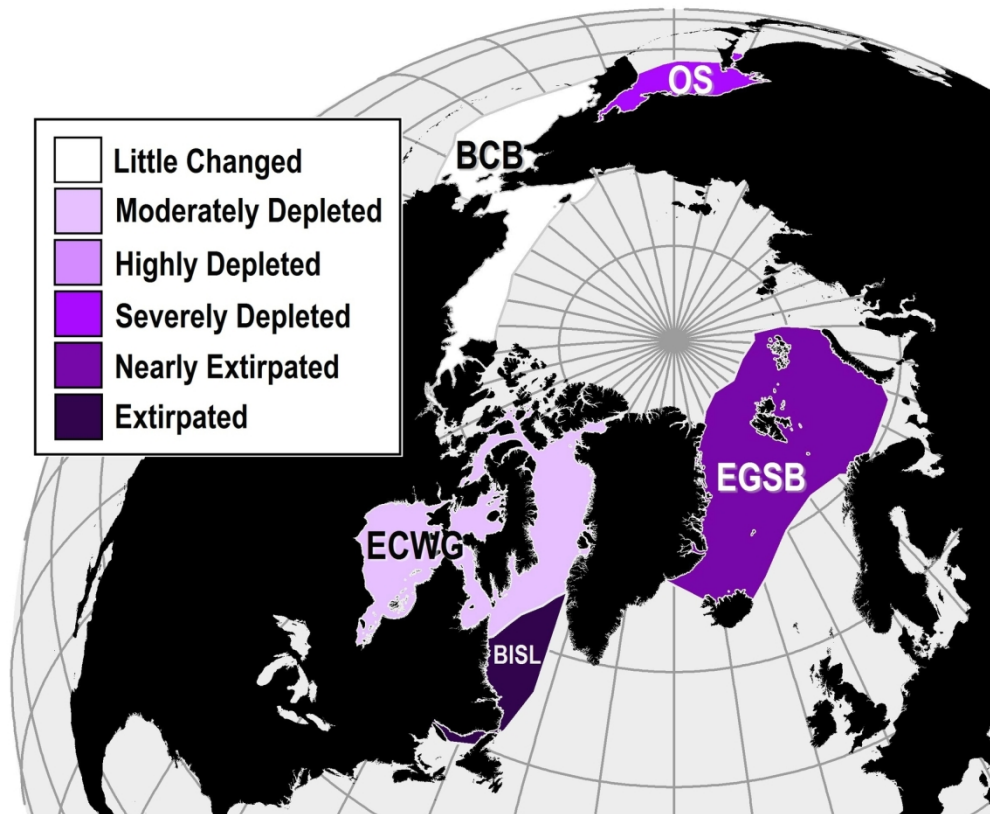 OS
BCB
Little Changed
Moderately Depleted
Highly Depleted
Severely Depleted
Nearly Extirpated
Extirpated
EGSB
ECWG
BISL